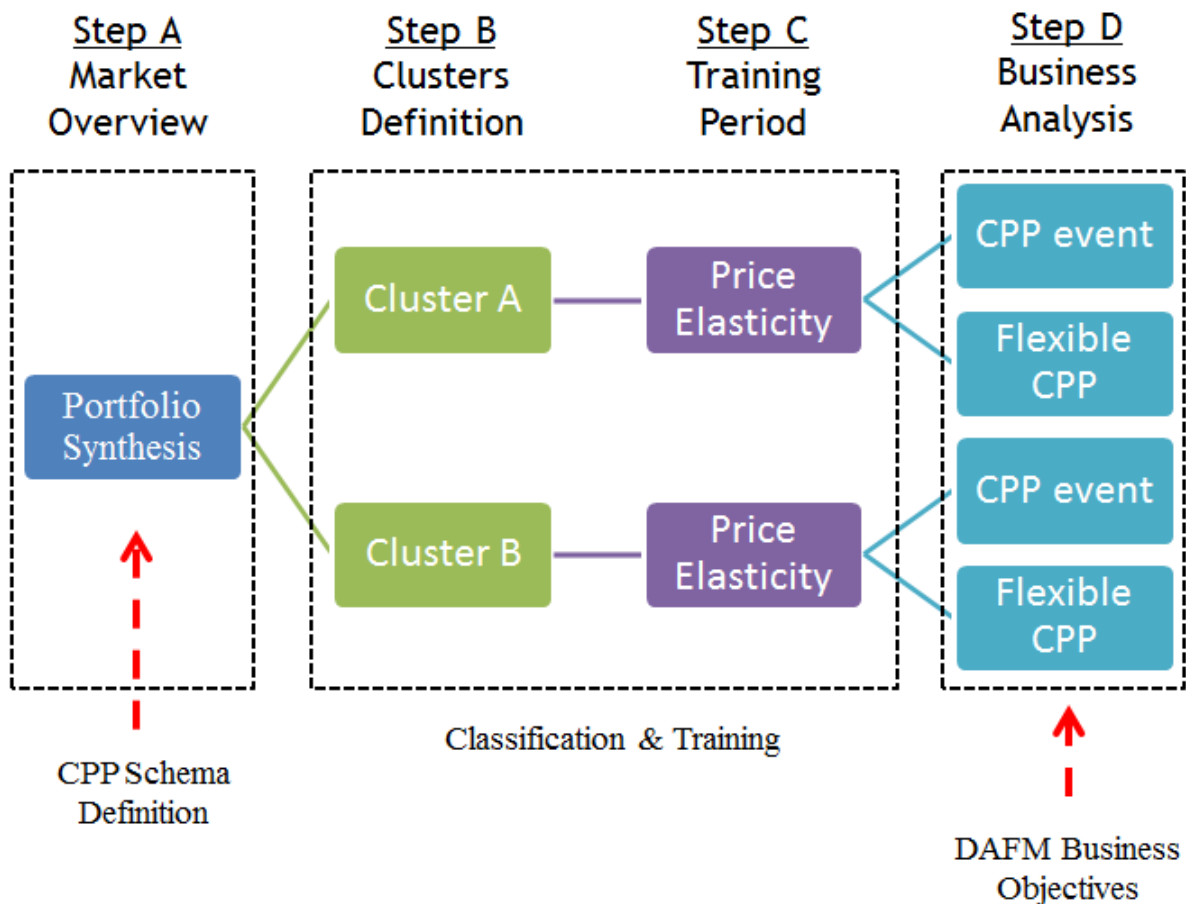 Step A
Market
Overview
Step B
Clusters
Definition
Step C
Training
Period
Step D
Business
Analysis
Portfolio
Synthesis
Cluster A
Price
Elasticity
CPP event
Flexible
CPP
Cluster B
Price
Elasticity
CPP event
Flexible
CPP
CPP Schema
Definition
Classification & Training
DAFM Business
Objectives